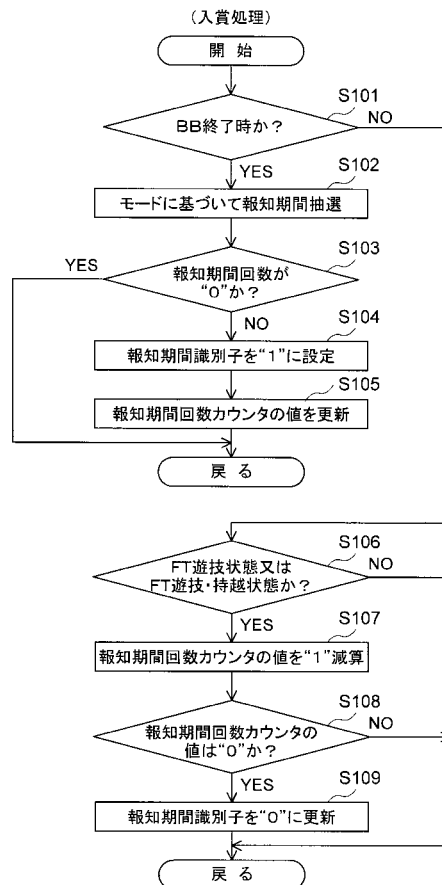 (入賞処理)
開 始
S101
BB終了時か?
NO
YES
S102
モードに基づいて報知期間抽選
S103
YES
報知期間回数が
“0”か?
NO
S104
報知期間識別子を“1”に設定
S105
報知期間回数カウンタの値を更新
戻 る
S106
FT遊技状態又は
FT遊技・持越状態か?
NO
YES
S107
報知期間回数カウンタの値を“1”減算
S108
報知期間回数カウンタの
値は“0”か?
NO
YES
S109
報知期間識別子を“0”に更新
戻 る